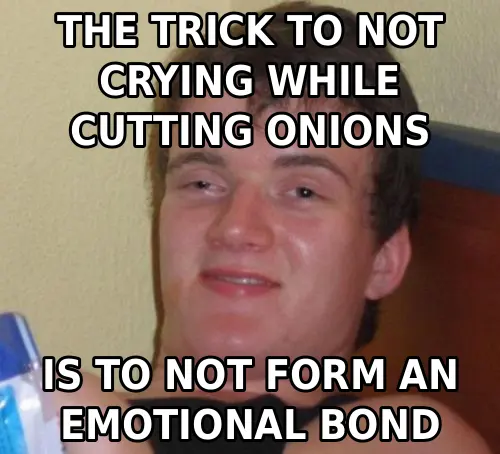 THE TRICK TO NOT
CRYING WHILE
CUTTING ONIONS
IS TO NOT FORM AN
EMOTIONAL BOND